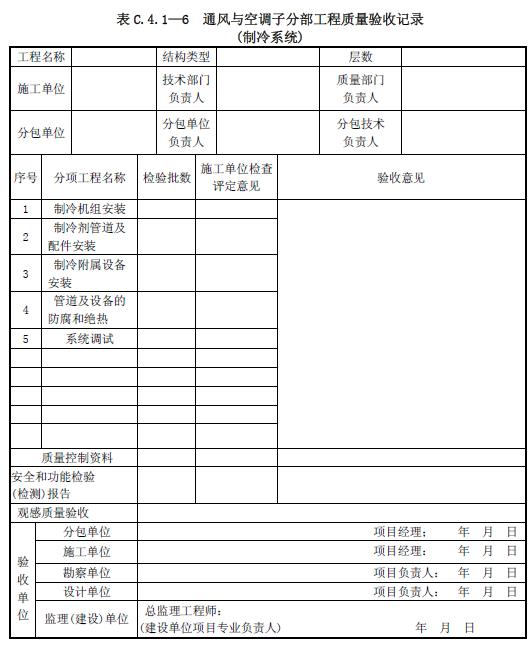 表 C.4.1—6 通风与空调子分部工程质量验收记录
(制冷系统)
工程名称 结构类型 层数
施工单位 技术部门负责人 质量部门负责人
分包单位 分包单位负责人 分包技术负责人
序号 分项工程名称 检验批数 施工单位检查评定意见 验收意见
1 制冷机组安装
2 制冷剂管道及配件安装
3 制冷附属设备安装
4 管道及设备的防腐和绝热
5 系统调试
质量控制资料
安全和功能检验
(检测)报告
观感质量验收
验收单位
分包单位 项目经理； 年 月 日
施工单位 项目经理： 年 月 日
勘察单位 项目负责人： 年 月 日
设计单位 项目负责人： 年 月 日
监理(建设)单位 总监理工程师：
(建设单位项目专业负责人) 年 月 日